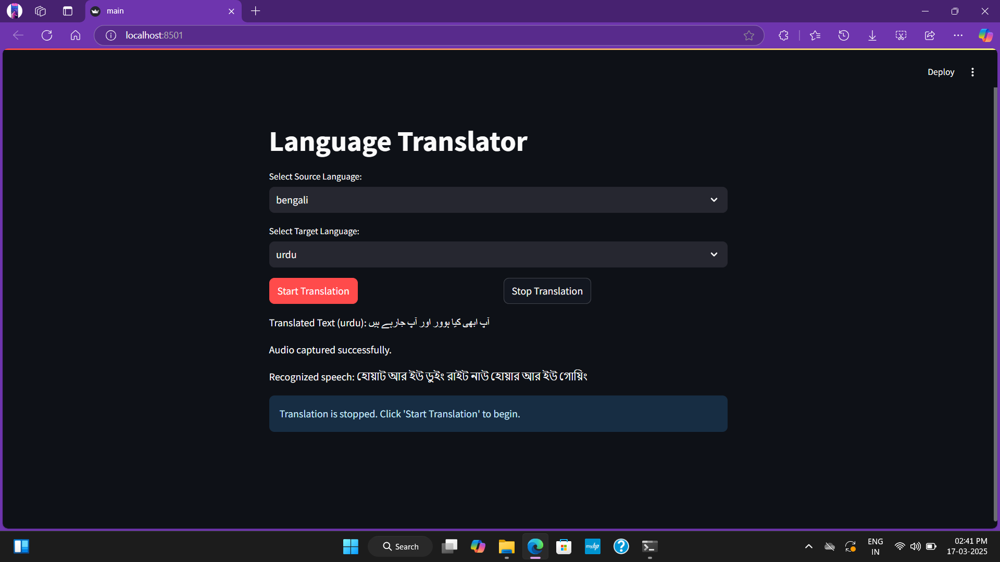 main
localhost:8501
Deploy
Language Translator
Select Source Language:
bengali
Select Target Language:
urdu
Start Translation
Stop Translation
Translated Text (urdu): آپ ابھی کیا ہوور اور آپ جارہے ہیں
Audio captured successfully.
Recognized speech: হোয়াট আর ইউ ডুইং রাইট নাউ হোয়ার আর ইউ গোয়িং
Translation is stopped. Click 'Start Translation' to begin.
Search
myhp
ENG
IN
02:41 PM
17-03-2025